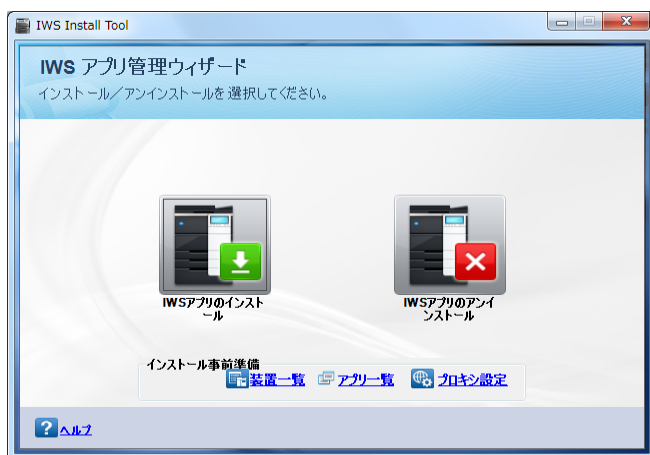 IWS Install Tool
IWS アプリ管理ウィザード
インストール／アンインストールを選択してください。
IWSアプリのインスト
ール
IWSアプリのアンイ
ンストール
インストール事前準備
装置一覧 アプリ一覧 プロキシ設定
? ヘルプ